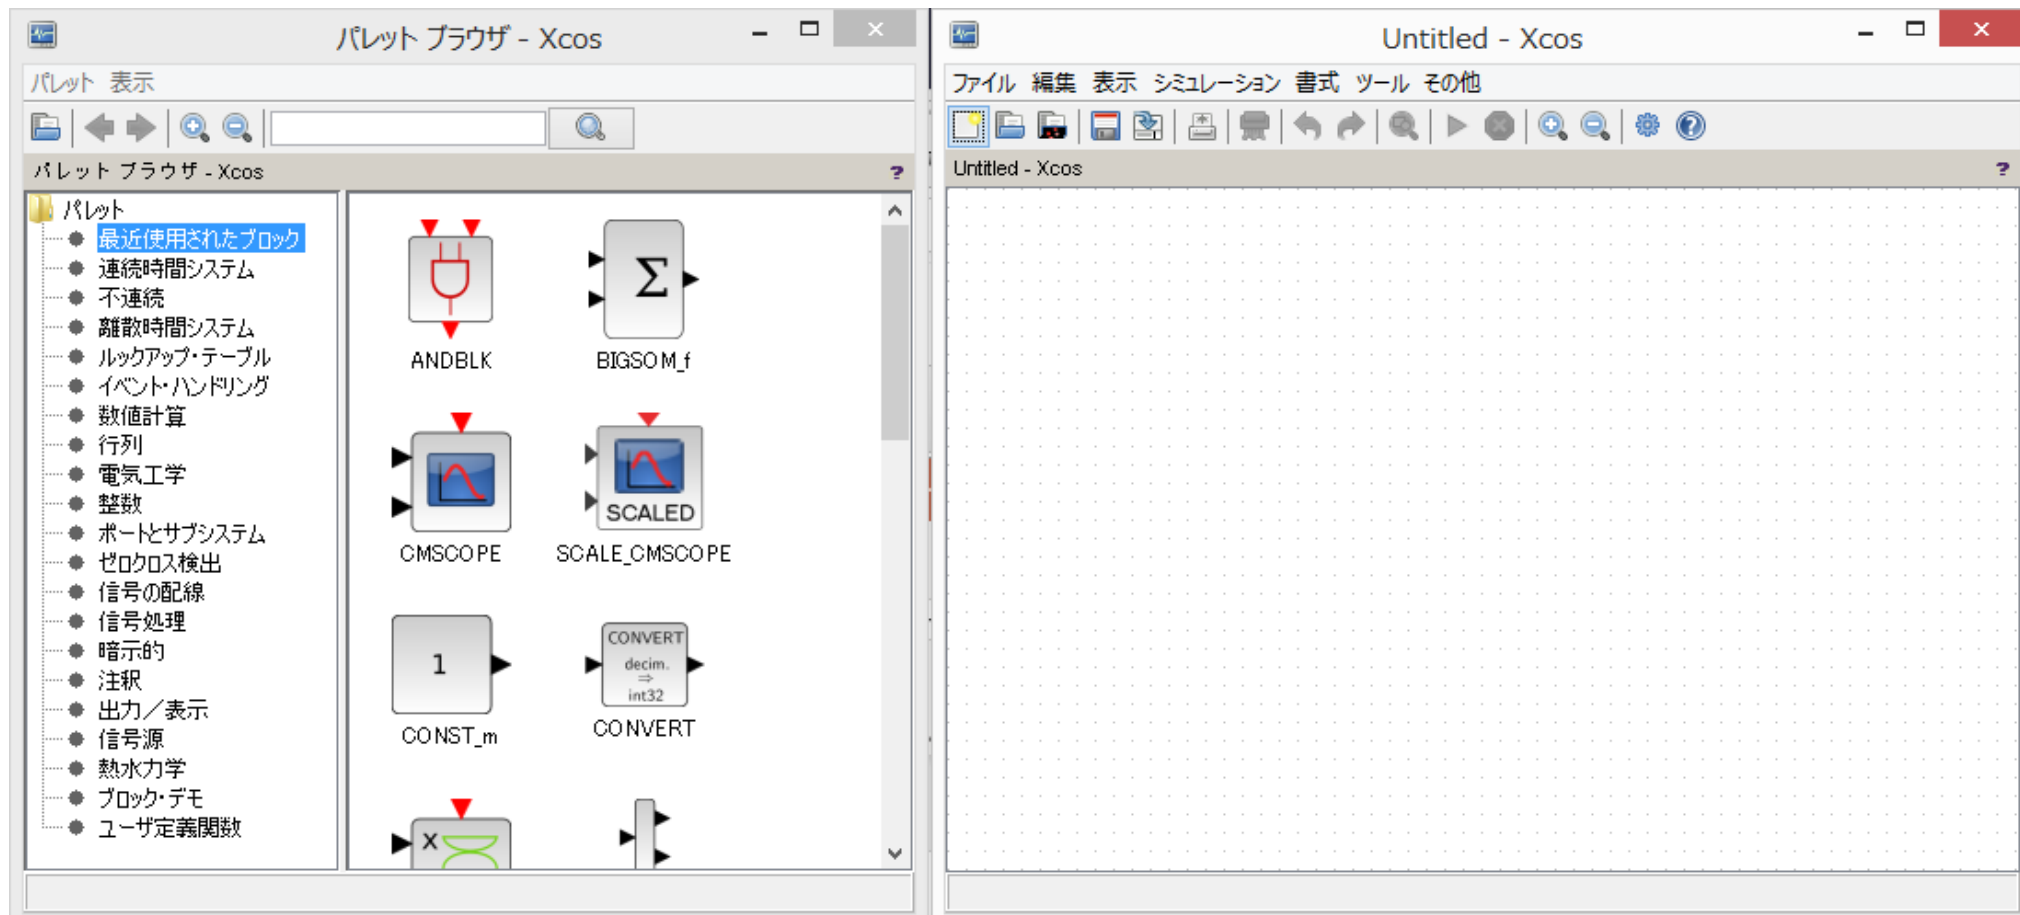 パレット ブラウザ - Xcos
パレット 表示
パレット ブラウザ - Xcos ?
パレット
最近使用されたブロック
連続時間システム
不連続
離散時間システム
ルックアップ・テーブル
イベント・ハンドリング
数値計算
行列
電気工学
整数
ポートとサブシステム
ゼロクロス検出
信号の配線
信号処理
暗示的
注釈
出力／表示
信号源
熱水力学
ブロック・デモ
ユーザ定義関数
Σ
ANDBLK BIGSOM_f
SCALED
CMSCOPE SCALE_CMSCOPE
1
CONVERT
decim.
⇒
int32
CONST_m CONVERT
X
Untitled - Xcos
ファイル 編集 表示 シミュレーション 書式 ツール その他
Untitled - Xcos ?